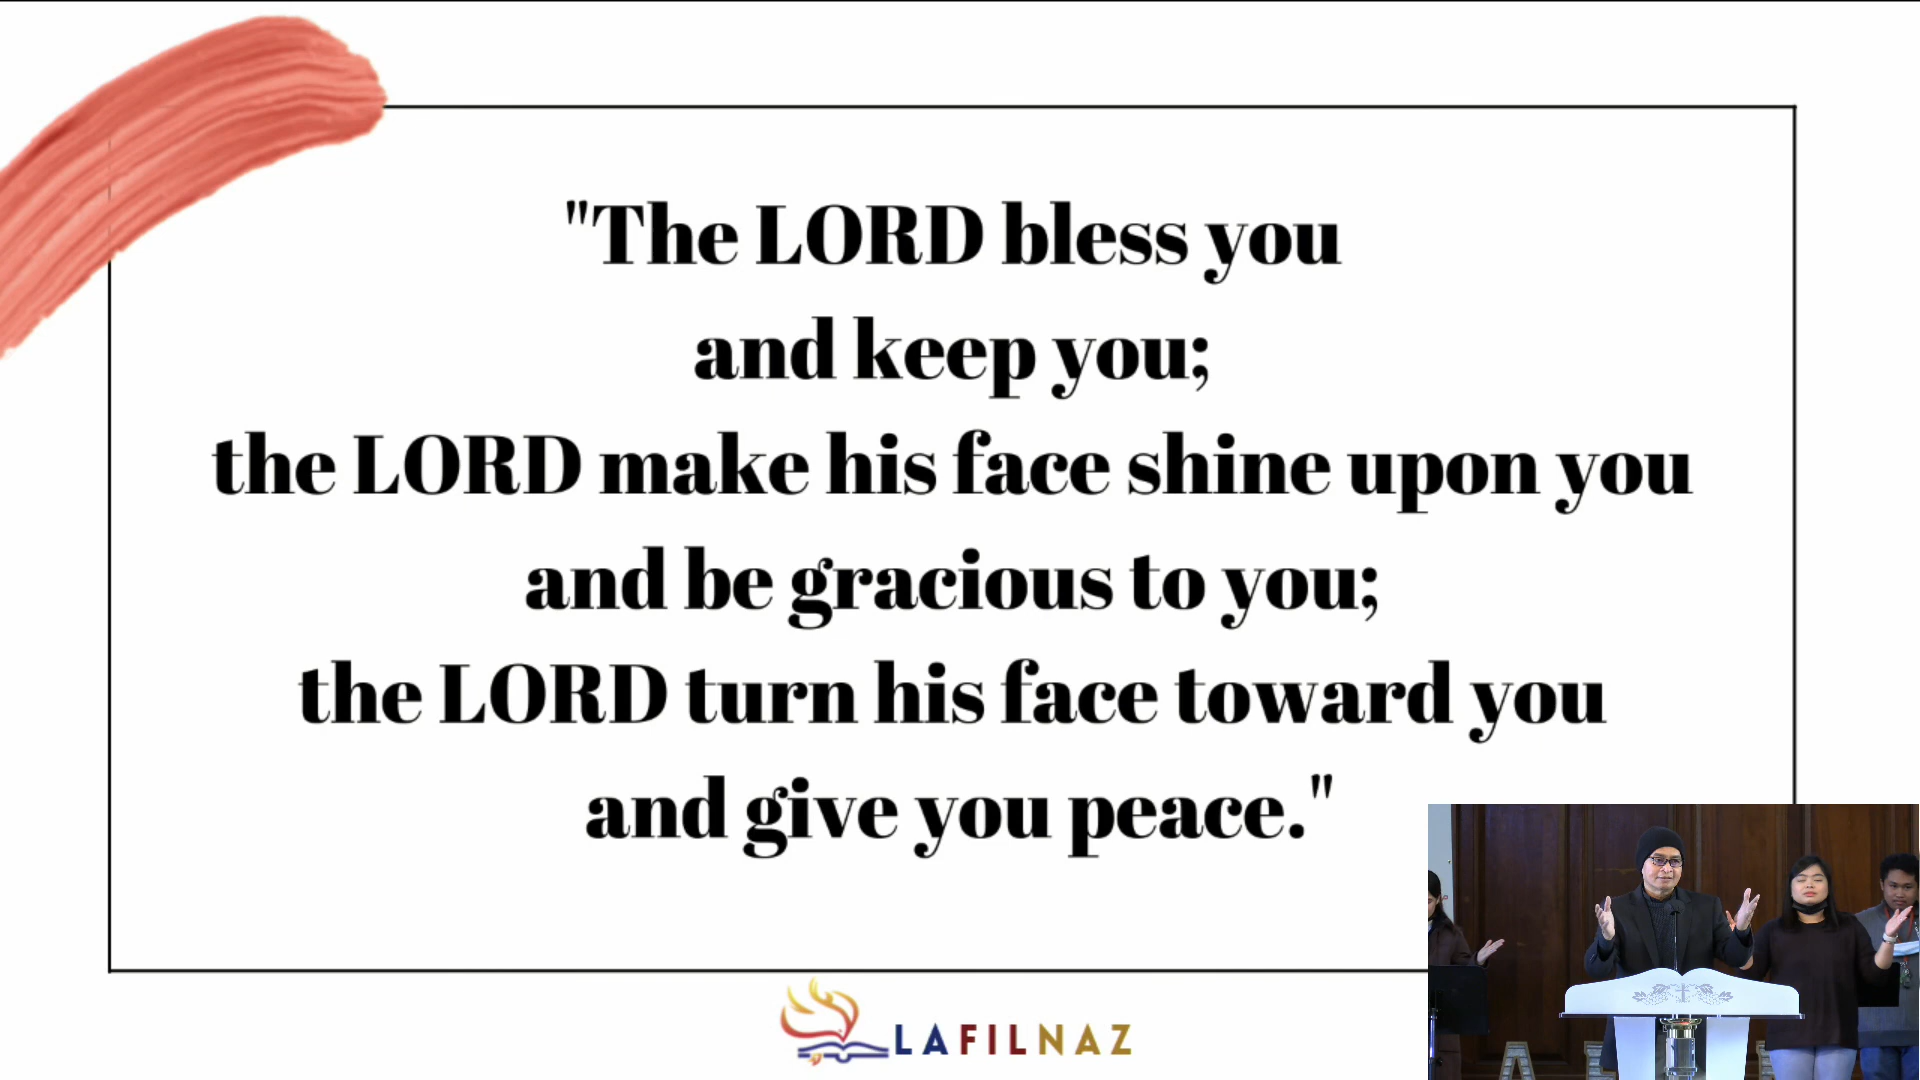 "The LORD bless you
and keep you;
the LORD make his face shine upon you
and be gracious to you;
the LORD turn his face toward you
and give you peace."
LAFILNAZ